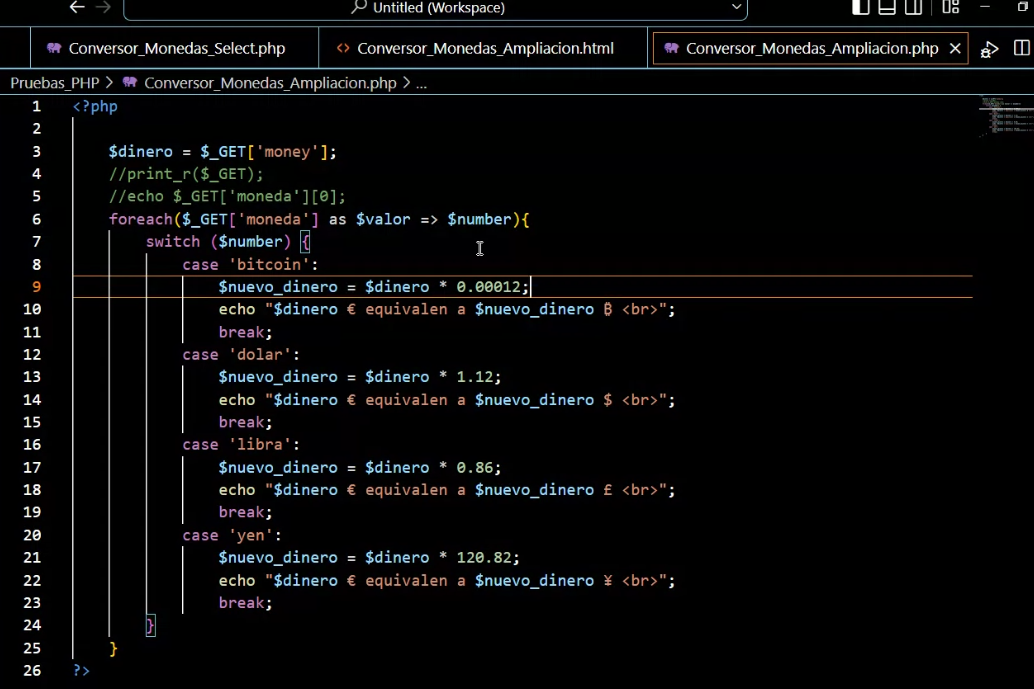 Untitled (Workspace)
Conversor_Monedas_Select.php
Conversor_Monedas_Ampliacion.html
Conversor_Monedas_Ampliacion.php
Pruebas_PHP > Conversor_Monedas_Ampliacion.php > ...
1 <?php
2
3 $dinero = $_GET['money'];
4 //print_r($_GET);
5 //echo $_GET['moneda'][0];
6 foreach($_GET['moneda'] as $valor => $number){
7 switch ($number) {
8 case 'bitcoin':
9 $nuevo_dinero = $dinero * 0.00012;
10 echo "$dinero € equivalen a $nuevo_dinero ₿ <br>";
11 break;
12 case 'dolar':
13 $nuevo_dinero = $dinero * 1.12;
14 echo "$dinero € equivalen a $nuevo_dinero $ <br>";
15 break;
16 case 'libra':
17 $nuevo_dinero = $dinero * 0.86;
18 echo "$dinero € equivalen a $nuevo_dinero £ <br>";
19 break;
20 case 'yen':
21 $nuevo_dinero = $dinero * 120.82;
22 echo "$dinero € equivalen a $nuevo_dinero ¥ <br>";
23 break;
24 }
25 }
26 ?>